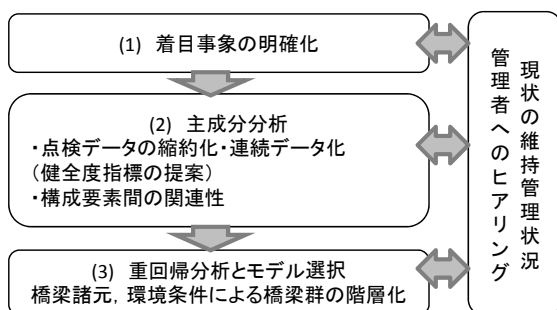 (1) 着目事象の明確化
(2) 主成分分析
・点検データの縮約化・連続データ化
（健全度指標の提案）
・構成要素間の関連性
(3) 重回帰分析とモデル選択
橋梁諸元，環境条件による橋梁群の階層化
現状の維持管理状況
管理者へのヒアリング